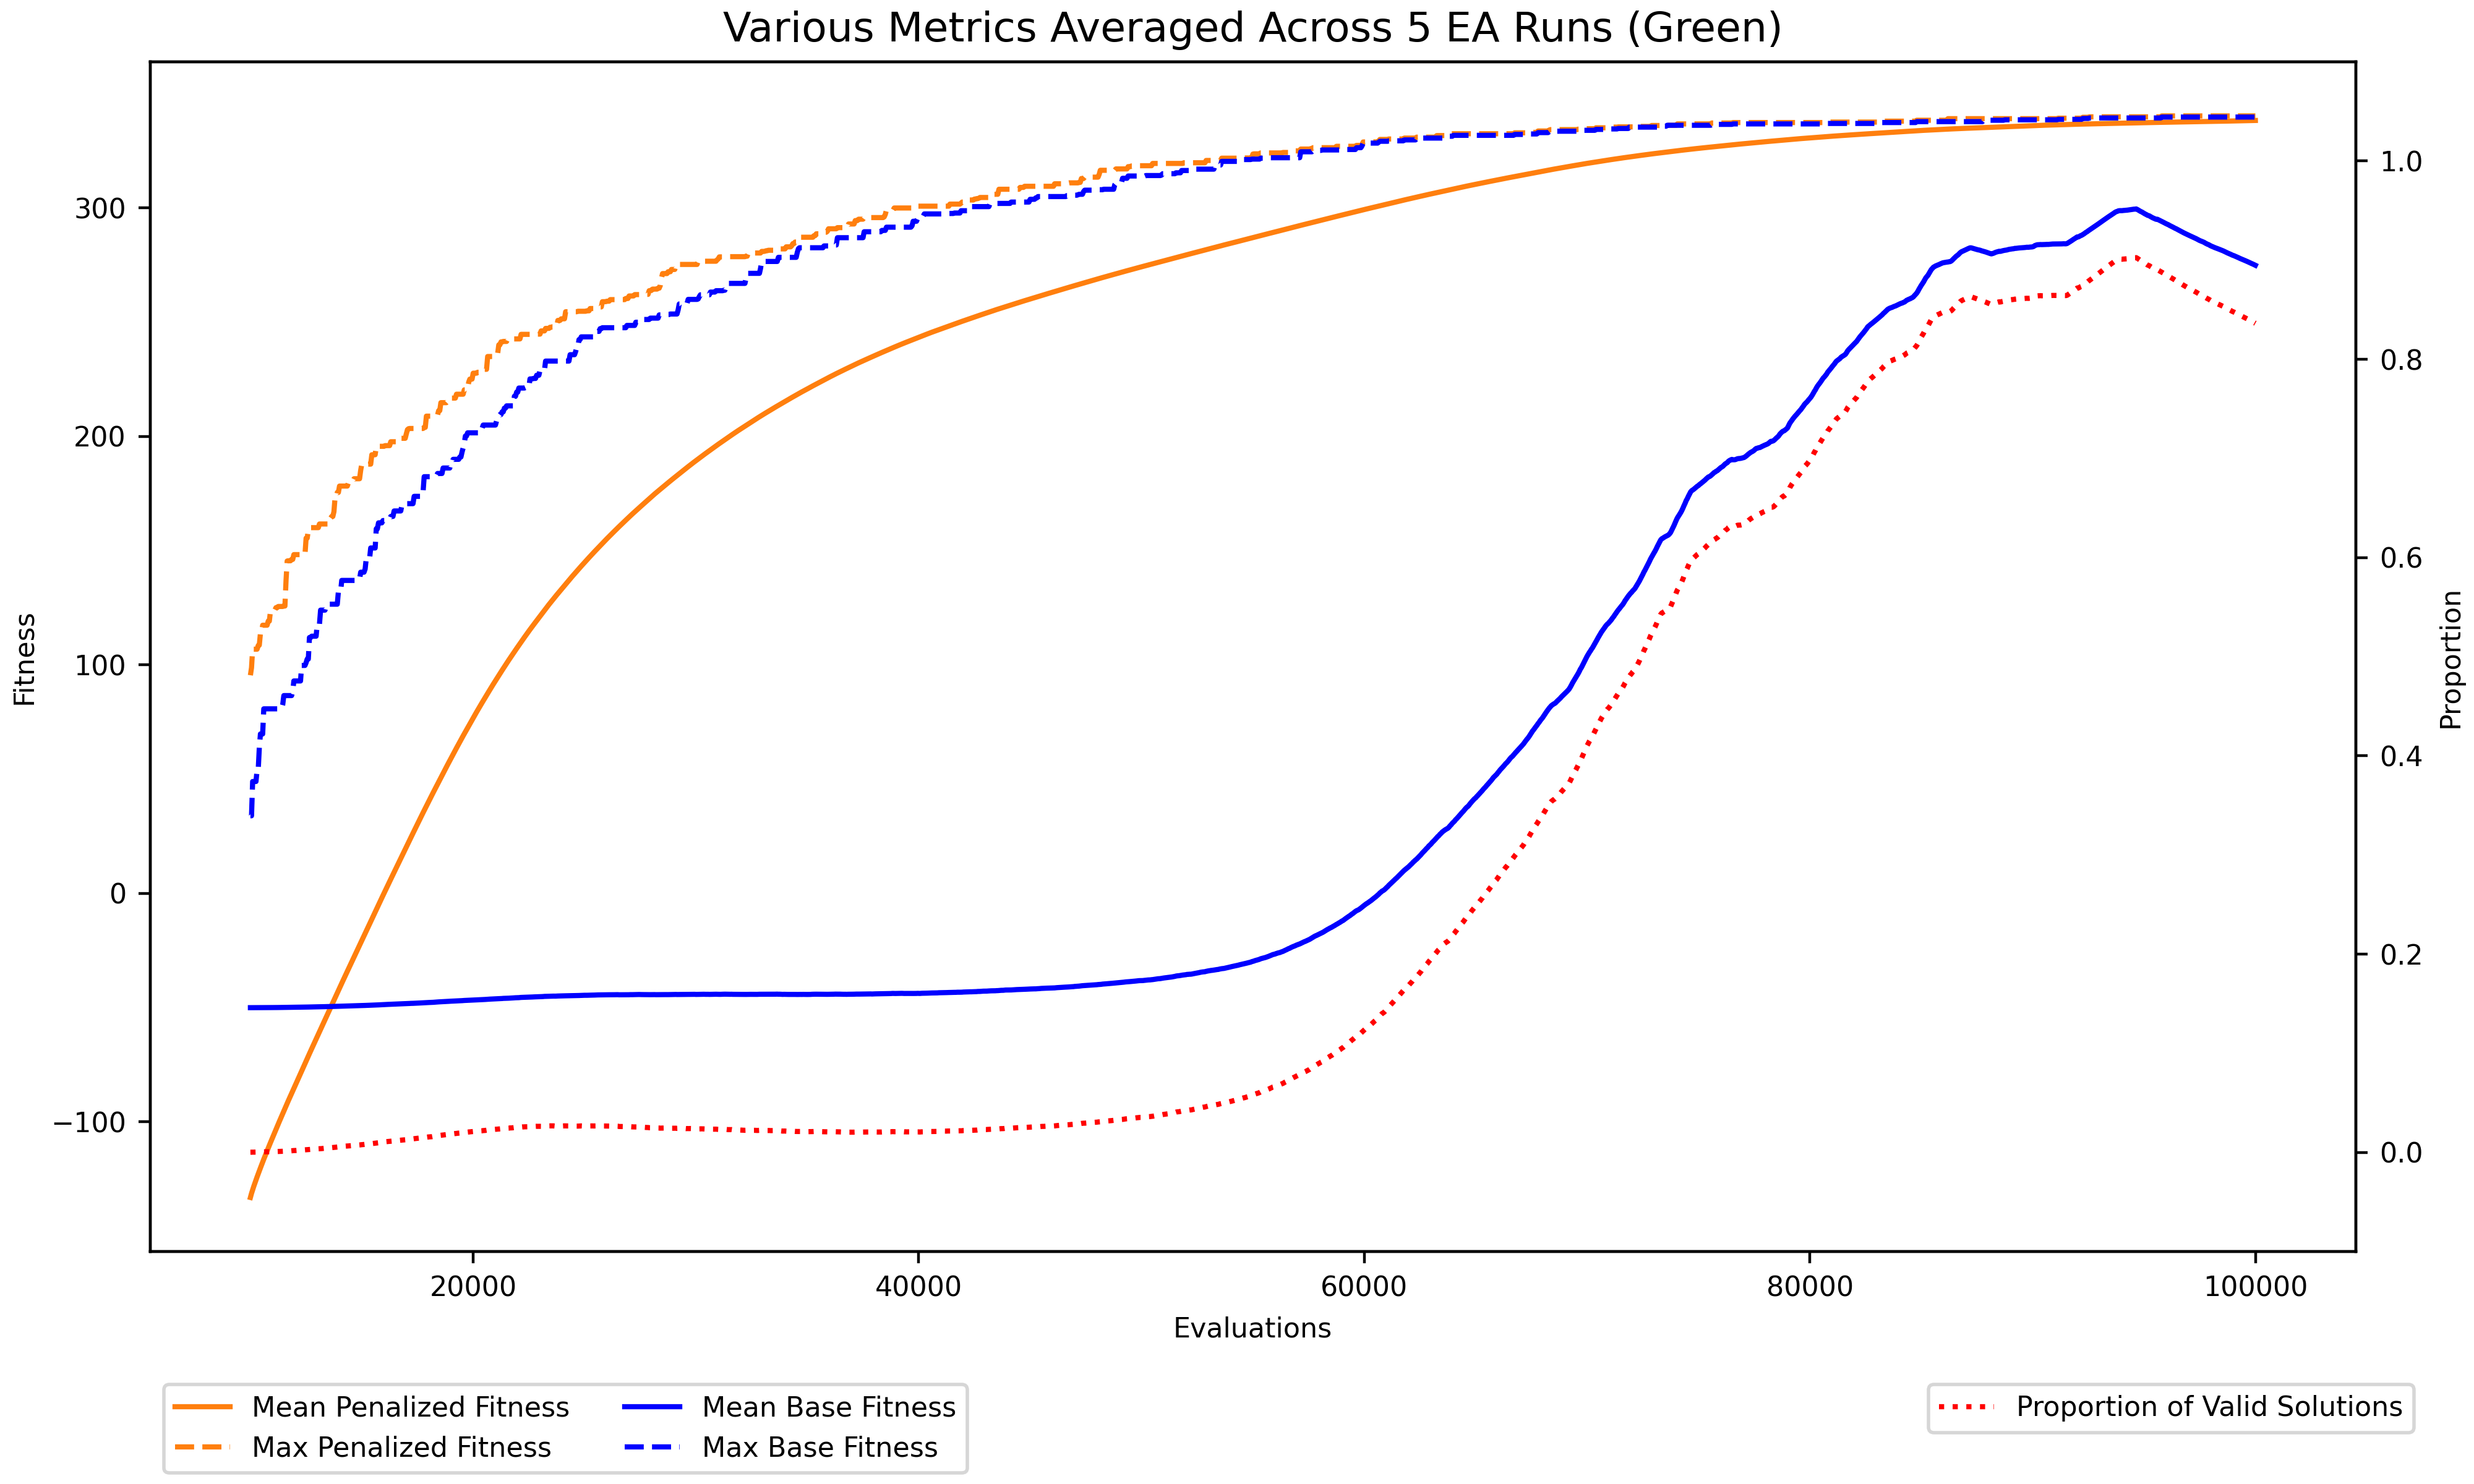 Various Metrics Averaged Across 5 EA Runs (Green)
300
200
100
0
−100
Fitness
1.0
0.8
0.6
0.4
0.2
0.0
Proportion
20000 40000 60000 80000 100000
Evaluations
Mean Penalized Fitness Mean Base Fitness
Max Penalized Fitness Max Base Fitness
Proportion of Valid Solutions